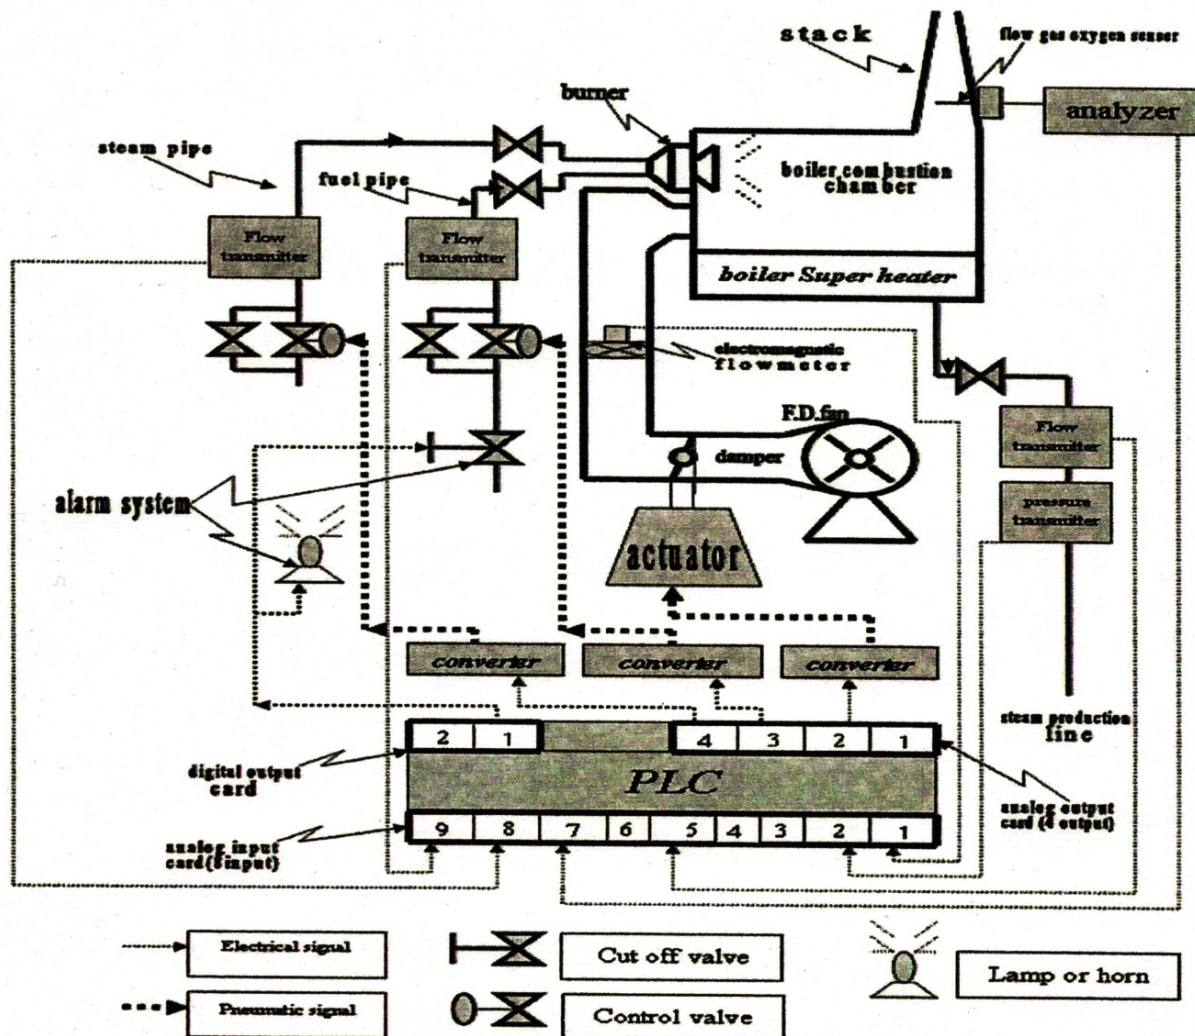 stack
flow gas oxygen senser
burner
analyzer
steam pipe
fuel pipe
boiler combustion
chamber
Flow
transmitter
Flow
transmitter
boiler Super heater
electromagnetic
flowmeter
F.D.fan
damper
Flow
transmitter
pressure
transmitter
alarm system
actuator
converter
converter
converter
steam production
line
2 1 4 3 2 1
digital output
card
PLC
analog output
card (4 output)
9 8 7 6 5 4 3 2 1
analog input
card(8input)
Electrical signal
Cut off valve
Lamp or horn
Pneumatic signal
Control valve